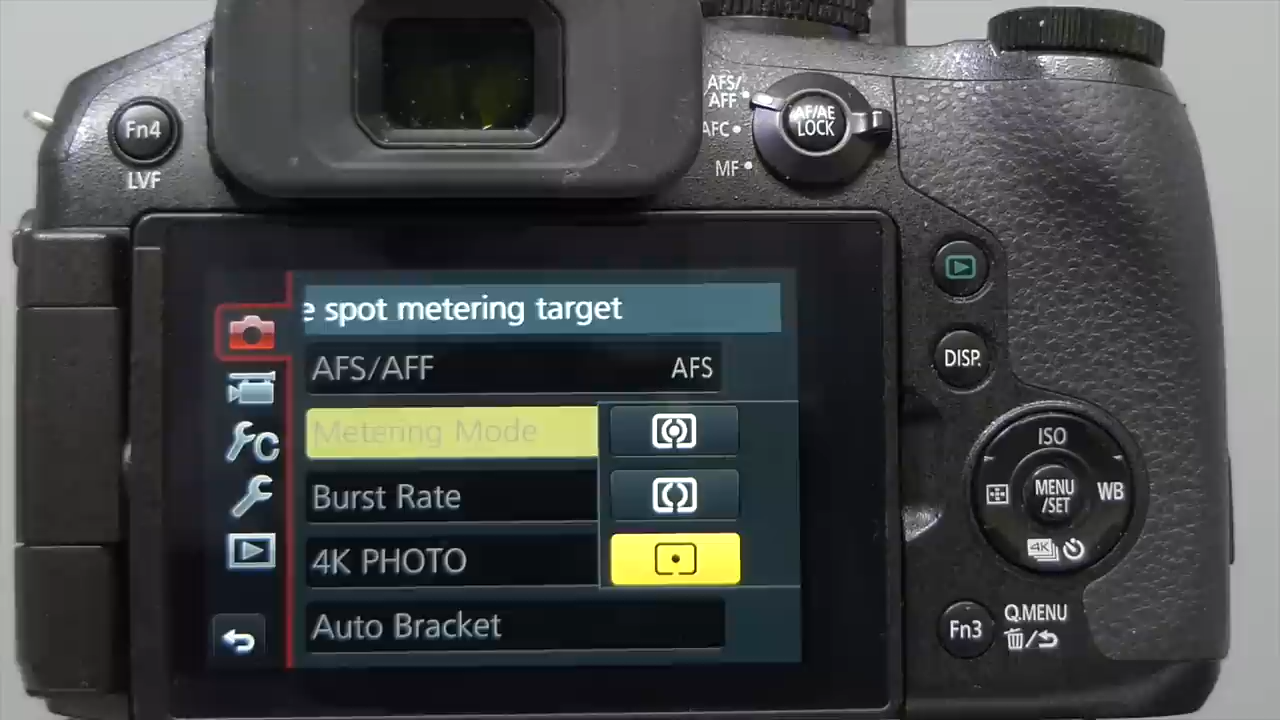 AFS/
AFF
AFC
MF
AF/AE
LOCK
Fn4
LVF
e spot metering target
AFS/AFF AFS
Metering Mode
Burst Rate
4K PHOTO
Auto Bracket
C
DISP.
ISO
MENU
/SET
WB
4K
Fn3
Q.MENU